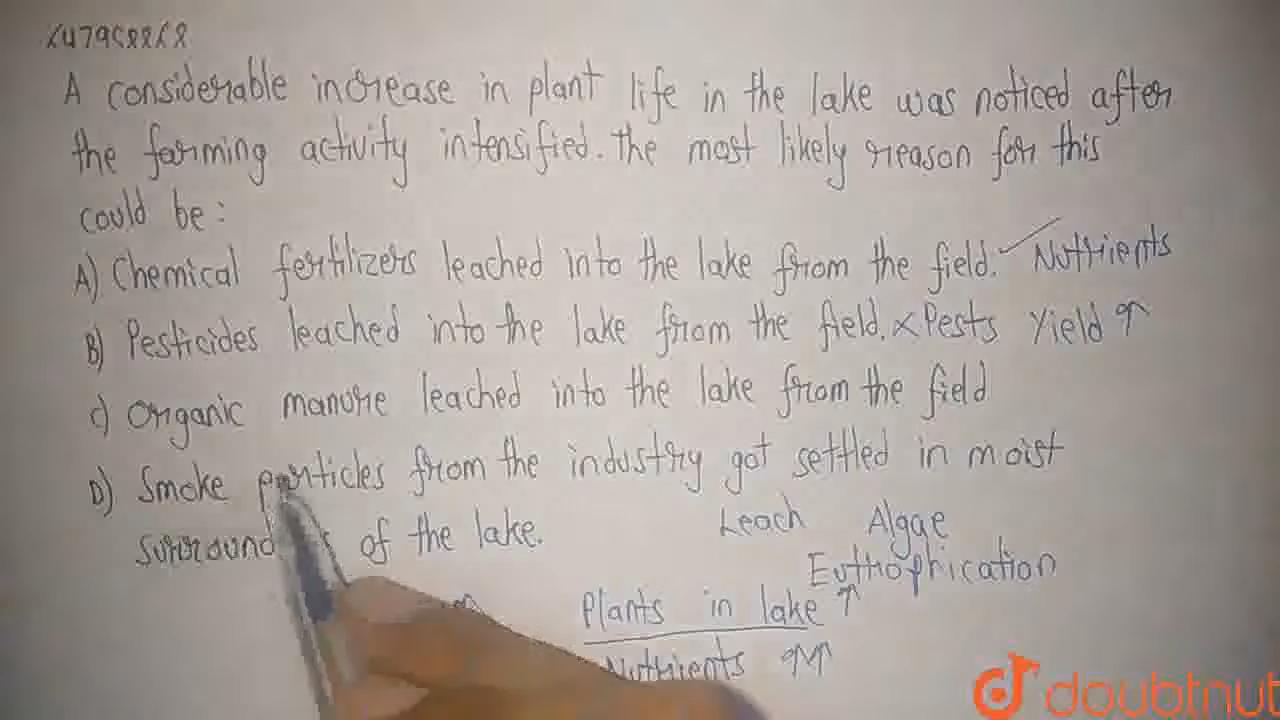 A considerable increase in plant life in the lake was noticed after
the farming activity intensified. the most likely reason for this
could be:
A) Chemical fertilizers leached into the lake from the field. ✓ Nutrients
B) Pesticides leached into the lake from the field. × Pests Yield ↑
C) Organic manure leached into the lake from the field
D) Smoke particles from the industry got settled in moist
of the lake.
Leach Algae
Eutrophication
Plants in lake ↑
Nutrients ↑↑
doubtnut